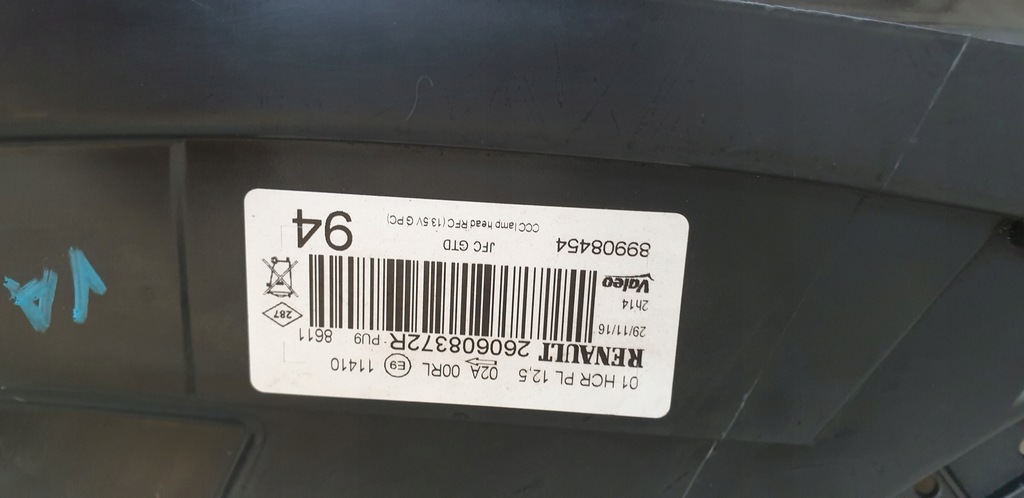 01 HCR PL 12,5 02A 00RL E9 11410
RENAULT 260608372R -PU9 8611
29/11/16
2h14
Valeo
287
89908454 JFC GTD 94
CCC lamp head RFC (13.5V G PC)